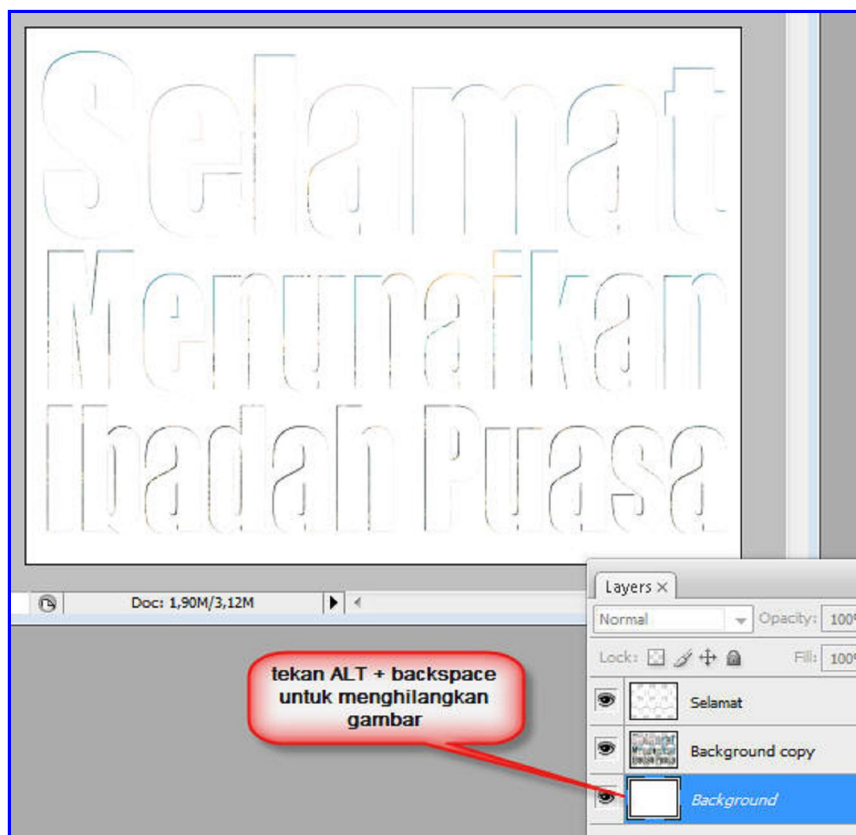 Selamat
Menunaikan
Ibadah Puasa
Doc: 1,90M/3,12M
Layers ×
Normal Opacity: 100%
Lock: Fill: 100%
tekan ALT + backspace
untuk menghilangkan
gambar
Selamat
Background copy
Background